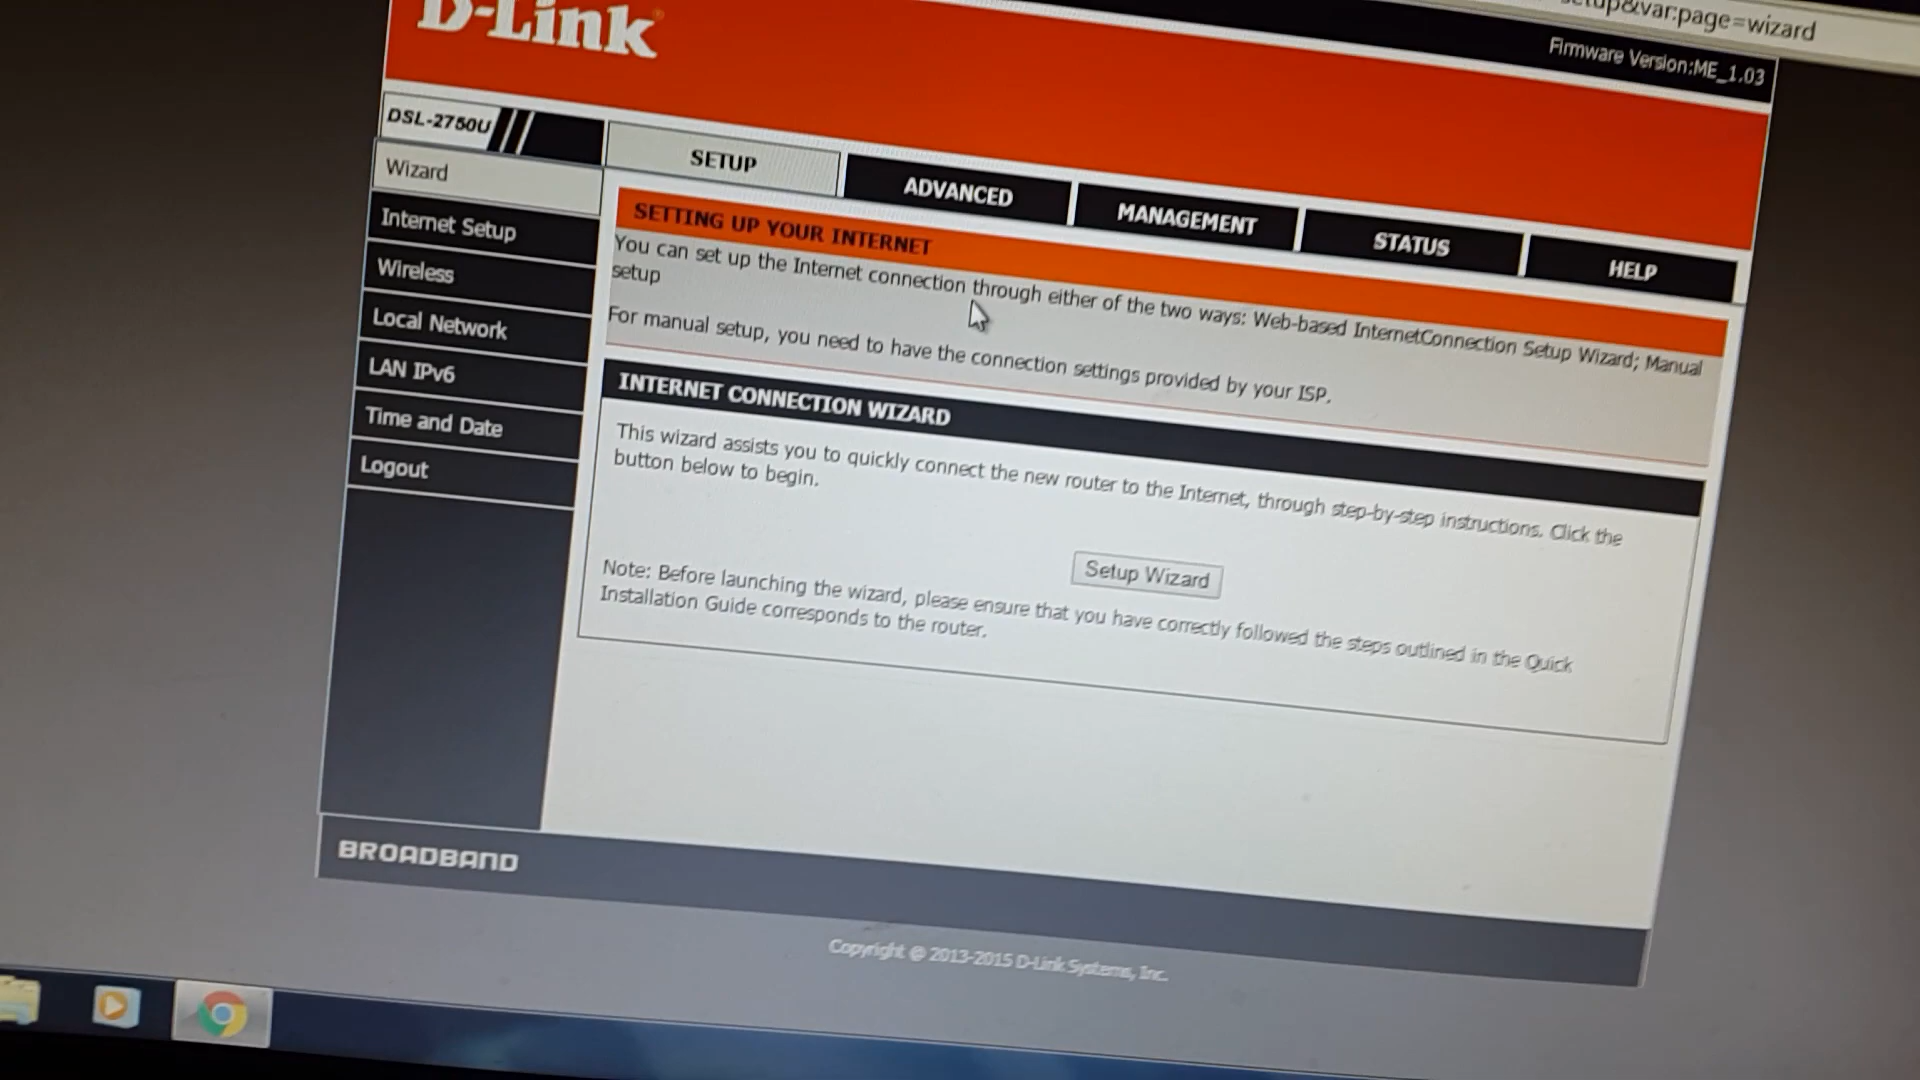 setup&var:page=wizard
D-Link
Firmware Version:ME_1.03
DSL-2750U
SETUP
ADVANCED
MANAGEMENT
STATUS
HELP
Wizard
Internet Setup
Wireless
Local Network
LAN IPv6
Time and Date
Logout
SETTING UP YOUR INTERNET
You can set up the Internet connection through either of the two ways: Web-based InternetConnection Setup Wizard; Manual
setup
For manual setup, you need to have the connection settings provided by your ISP.
INTERNET CONNECTION WIZARD
This wizard assists you to quickly connect the new router to the Internet, through step-by-step instructions. Click the
button below to begin.
Setup Wizard
Note: Before launching the wizard, please ensure that you have correctly followed the steps outlined in the Quick
Installation Guide corresponds to the router.
BROADBAND
Copyright @ 2013-2015 D-Link Systems, Inc.